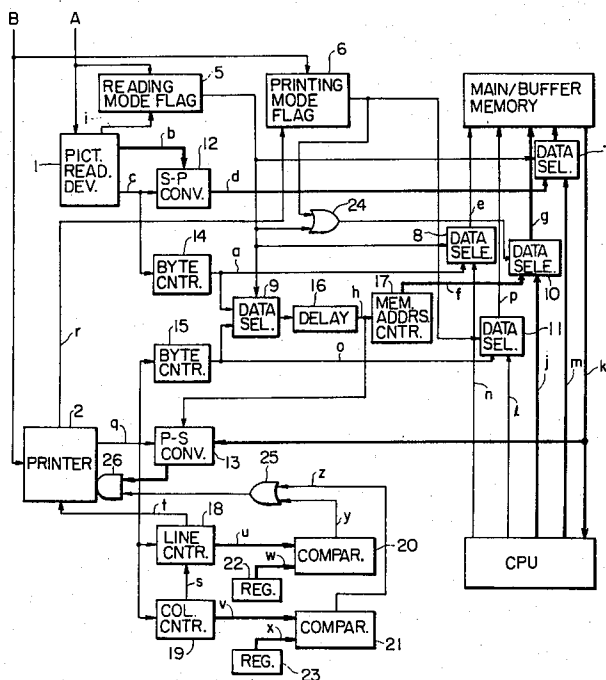 B
A
5
6
READING
MODE FLAG
PRINTING
MODE FLAG
MAIN/BUFFER
MEMORY
i
b
12
1
PICT.
READ.
DEV.
c
S-P
CONV.
d
DATA
SEL.
7
24
e
g
8
DATA
SELE.
DATA
SELE.
10
14
BYTE
CNTR.
a
9
DATA
SEL.
16
DELAY
h
17
MEM.
ADDRS.
CNTR.
f
p
DATA
SEL.
11
15
BYTE
CNTR.
o
r
n
l
j
m
k
2
PRINTER
q
P-S
CONV.
13
26
25
z
y
t
18
LINE
CNTR.
u
w
COMPAR.
20
22
REG.
s
CPU
COL.
CNTR.
v
x
COMPAR.
19
21
REG.
23